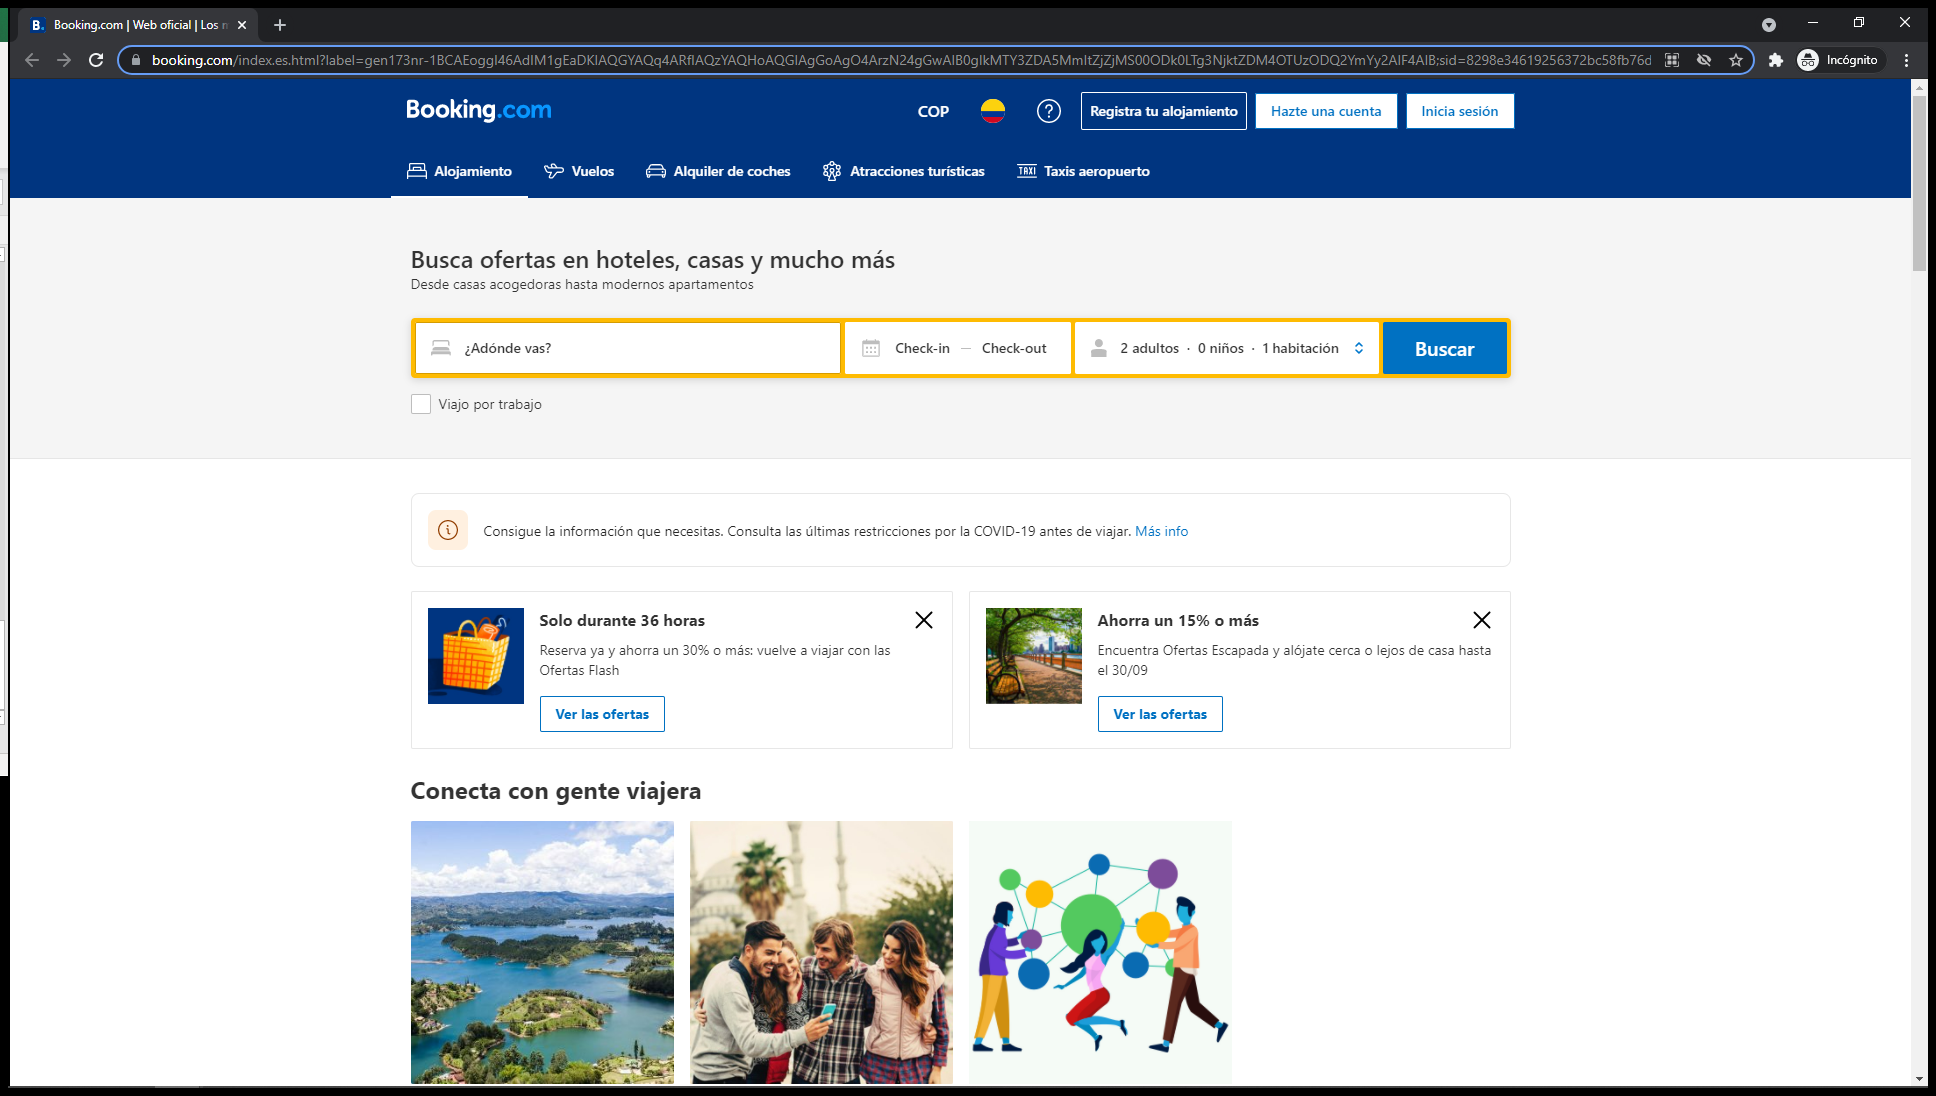 B. Booking.com | Web oficial | Los
booking.com/index.es.html?label=
Incógnito
Booking.com
COP
Registra tu alojamiento
Hazte una cuenta
Inicia sesión
Alojamiento
Vuelos
Alquiler de coches
Atracciones turísticas
TAXI Taxis aeropuerto
Busca ofertas en hoteles, casas y mucho más
Desde casas acogedoras hasta modernos apartamentos
¿Adónde vas?
Check-in — Check-out
2 adultos · 0 niños · 1 habitación
Buscar
Viajo por trabajo
Consigue la información que necesitas. Consulta las últimas restricciones por la COVID-19 antes de viajar. Más info
Solo durante 36 horas
Reserva ya y ahorra un 30% o más: vuelve a viajar con las
Ofertas Flash
Ver las ofertas
Ahorra un 15% o más
Encuentra Ofertas Escapada y alójate cerca o lejos de casa hasta
el 30/09
Ver las ofertas
Conecta con gente viajera